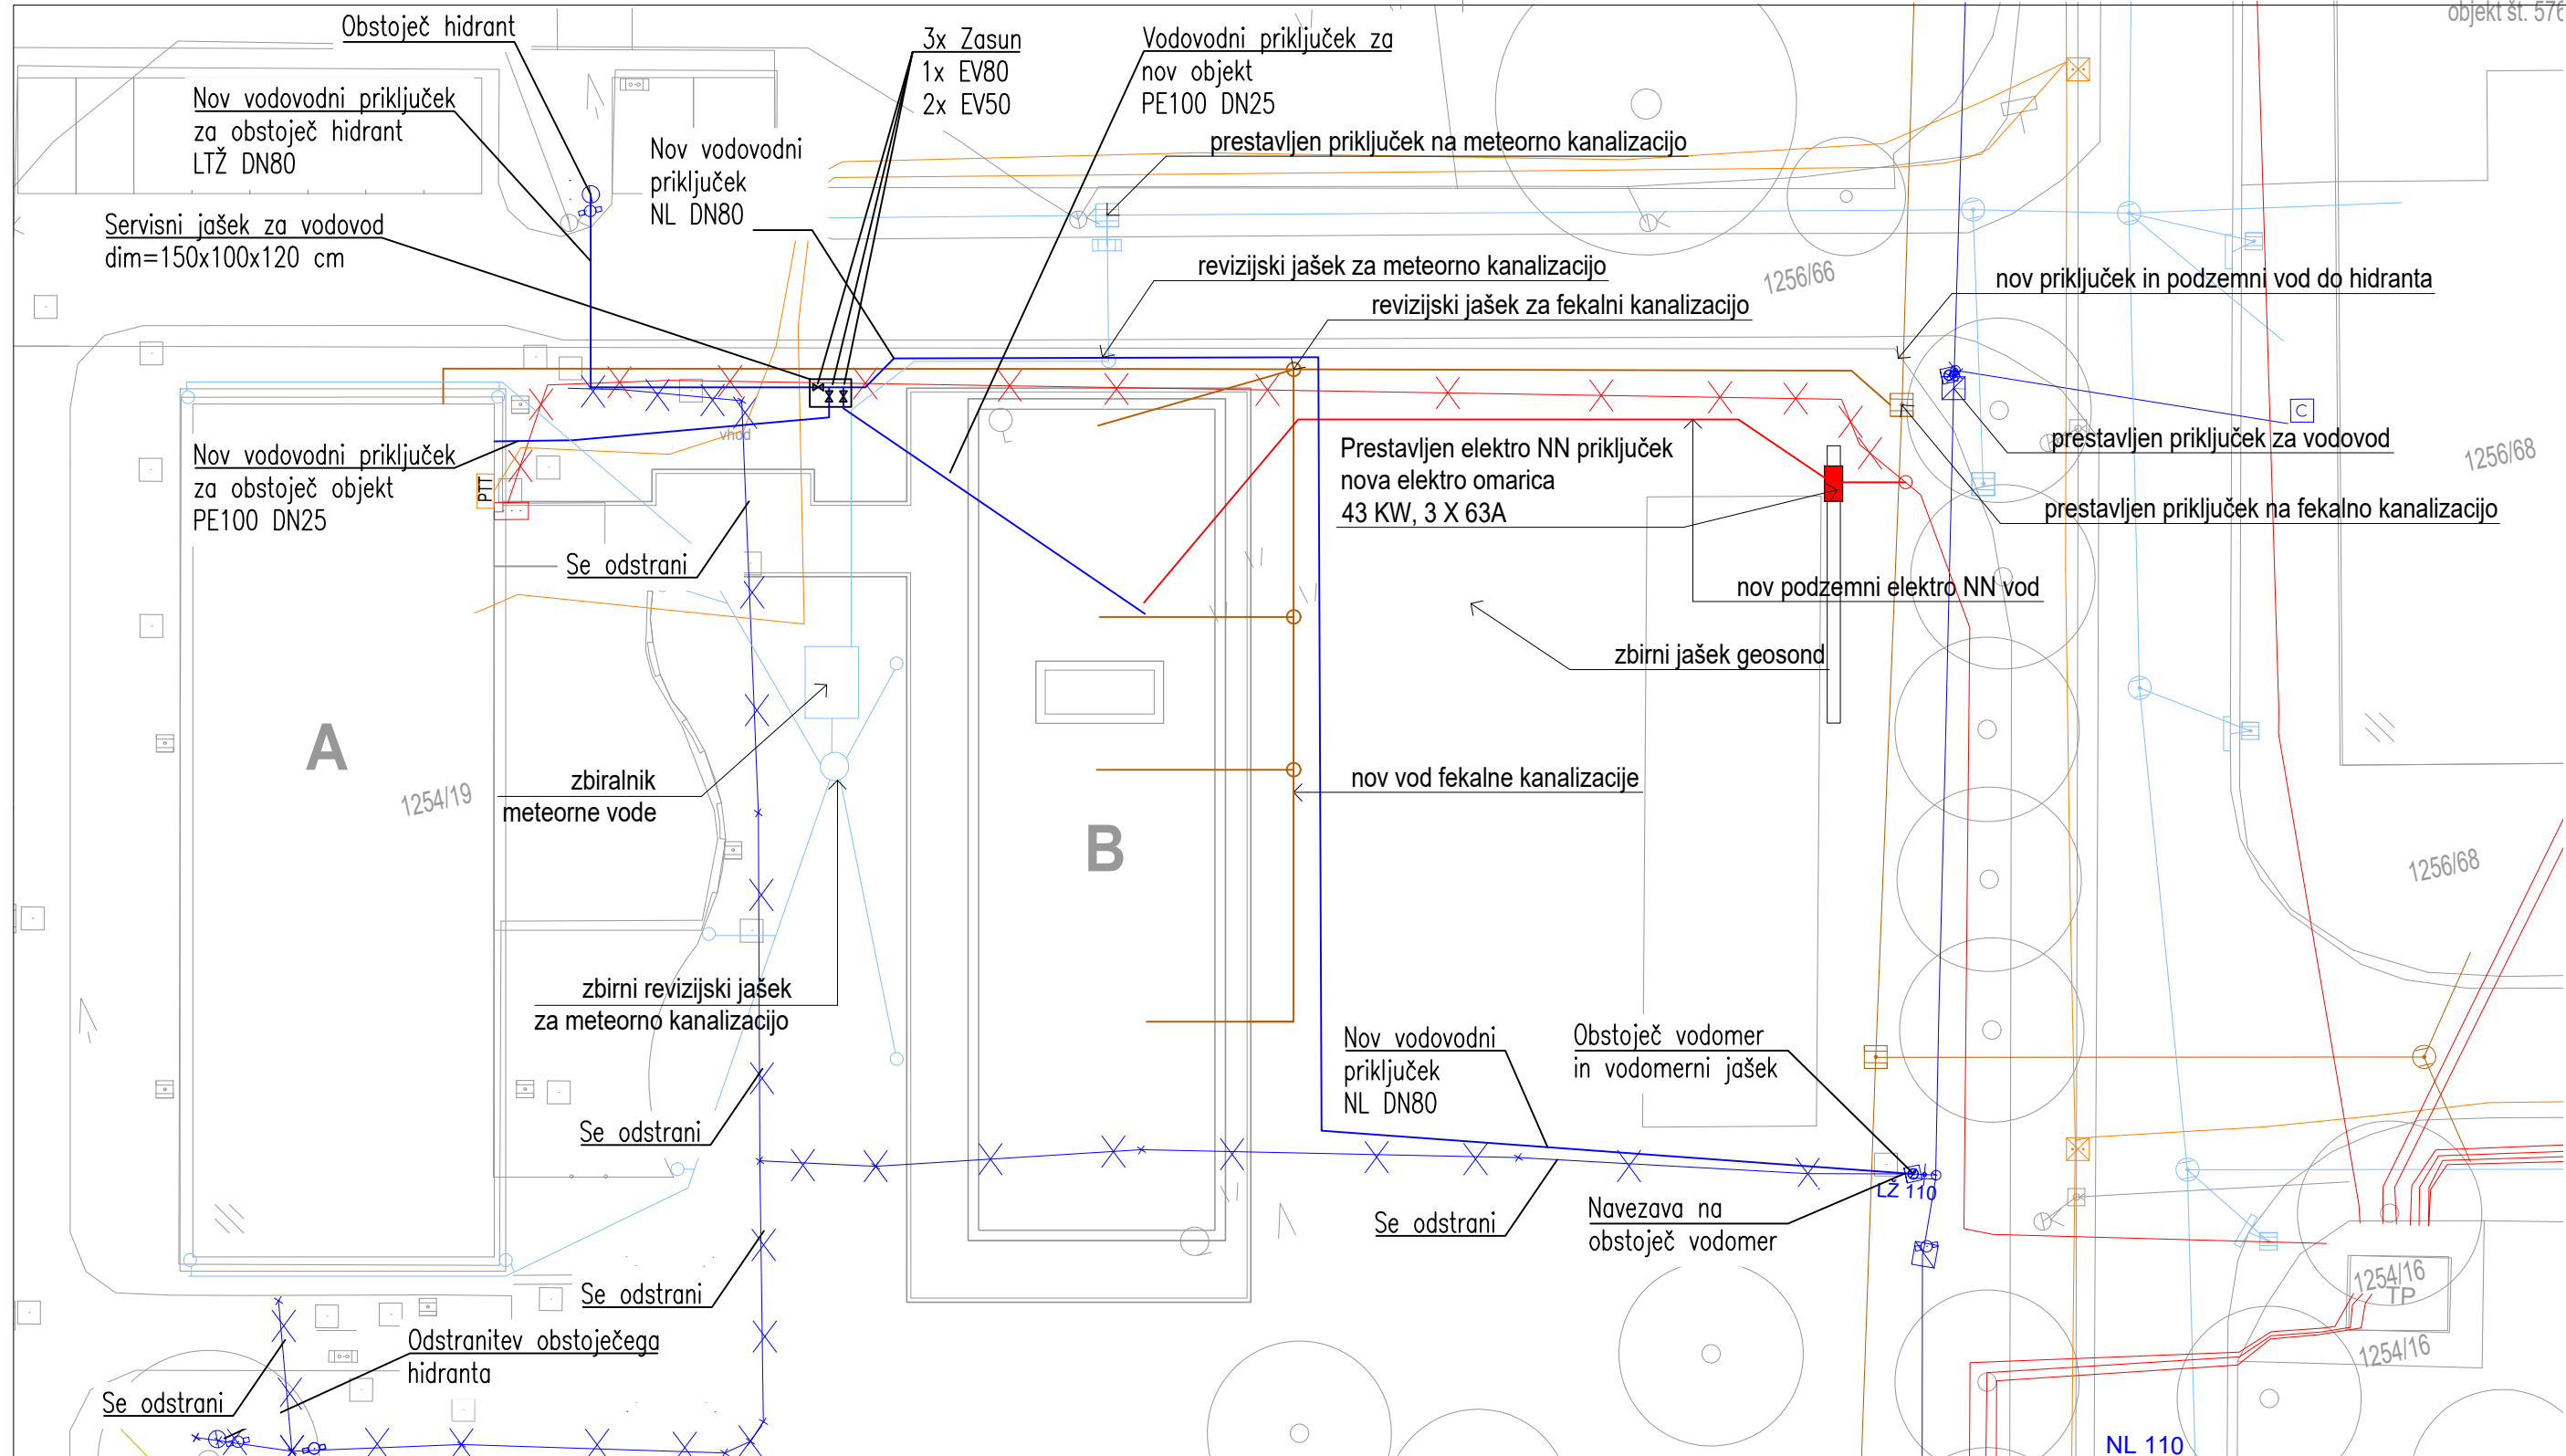 objekt št. 576
Obstoječ hidrant
3x Zasun
1x EV80
2x EV50
Vodovodni priključek za
nov objekt
PE100 DN25
Nov vodovodni priključek
za obstoječ hidrant
LTŽ DN80
Nov vodovodni
priključek
NL DN80
prestavljen priključek na meteorno kanalizacijo
Servisni jašek za vodovod
dim=150x100x120 cm
revizijski jašek za meteorno kanalizacijo
1256/66
nov priključek in podzemni vod do hidranta
revizijski jašek za fekalni kanalizacijo
C
vhod
Nov vodovodni priključek
za obstoječ objekt
PE100 DN25
PTT
Prestavljen elektro NN priključek
nova elektro omarica
43 KW, 3 X 63A
prestavljen priključek za vodovod
1256/68
prestavljen priključek na fekalno kanalizacijo
Se odstrani
nov podzemni elektro NN vod
zbirni jašek geosond
A
1254/19
zbiralnik
meteorne vode
B
nov vod fekalne kanalizacije
1256/68
zbirni revizijski jašek
za meteorno kanalizacijo
Nov vodovodni
priključek
NL DN80
Obstoječ vodomer
in vodomerni jašek
Se odstrani
LŽ 110
Se odstrani
Navezava na
obstoječ vodomer
Se odstrani
1254/16
TP
1254/16
Odstranitev obstoječega
hidranta
Se odstrani
NL 110